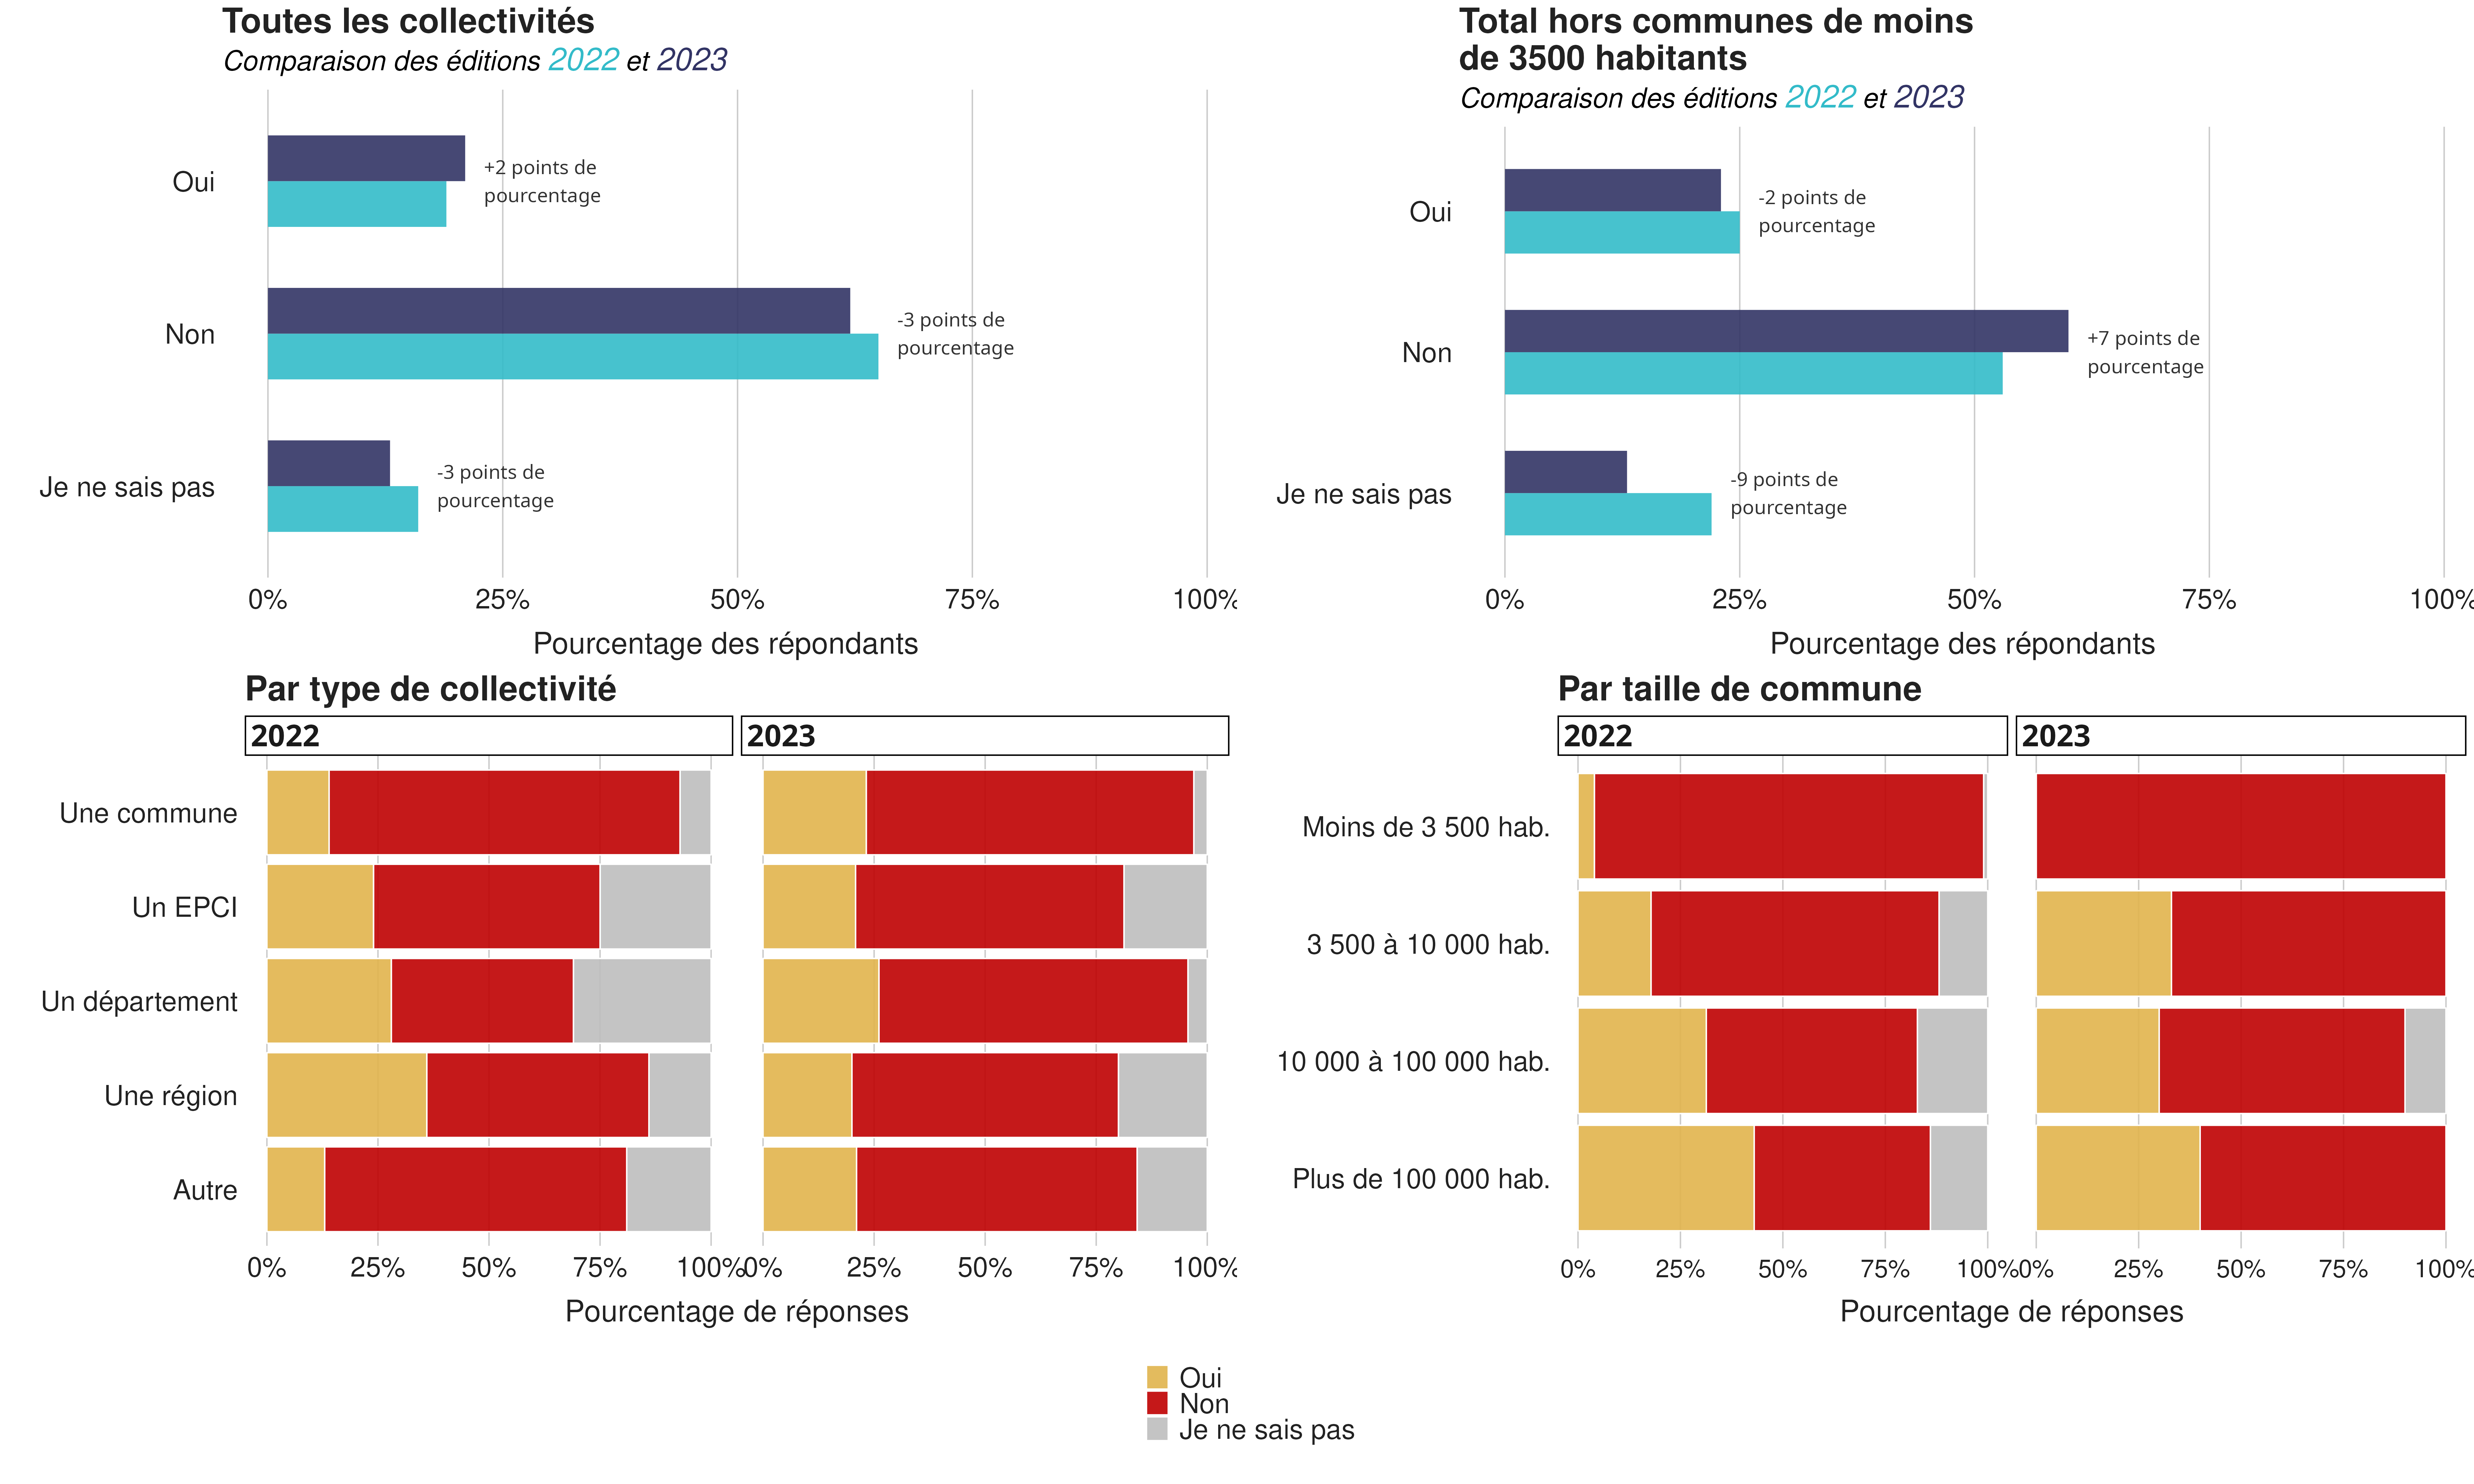 Toutes les collectivités
Comparaison des éditions 2022 et 2023
Oui
+2 points de
pourcentage
Non
-3 points de
pourcentage
Je ne sais pas
-3 points de
pourcentage
0% 25% 50% 75% 100%
Pourcentage des répondants
Total hors communes de moins
de 3500 habitants
Comparaison des éditions 2022 et 2023
Oui
-2 points de
pourcentage
Non
+7 points de
pourcentage
Je ne sais pas
-9 points de
pourcentage
0% 25% 50% 75% 100%
Pourcentage des répondants
Par type de collectivité
2022 2023
Une commune
Un EPCI
Un département
Une région
Autre
0% 25% 50% 75% 100% 0% 25% 50% 75% 100%
Pourcentage de réponses
Par taille de commune
2022 2023
Moins de 3 500 hab.
3 500 à 10 000 hab.
10 000 à 100 000 hab.
Plus de 100 000 hab.
0% 25% 50% 75% 100% 0% 25% 50% 75% 100%
Pourcentage de réponses
Oui
Non
Je ne sais pas